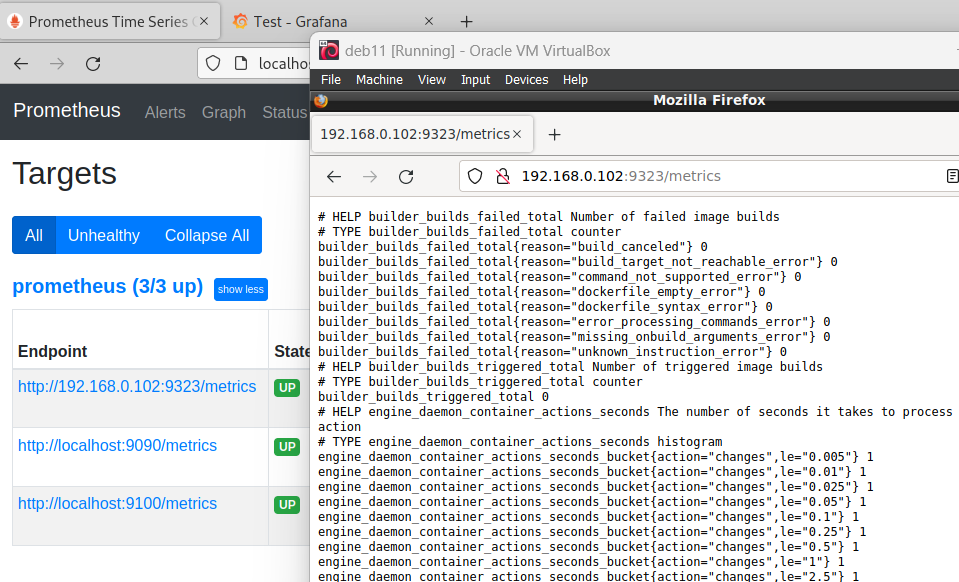 Prometheus Time Series
Test - Grafana
localho
Prometheus
Alerts
Graph
Status
Targets
All
Unhealthy
Collapse All
prometheus (3/3 up)
show less
Endpoint
State
http://192.168.0.102:9323/metrics
UP
http://localhost:9090/metrics
UP
http://localhost:9100/metrics
UP
deb11 [Running] - Oracle VM VirtualBox
File Machine View Input Devices Help
Mozilla Firefox
192.168.0.102:9323/metrics
192.168.0.102:9323/metrics
# HELP builder_builds_failed_total Number of failed image builds
# TYPE builder_builds_failed_total counter
builder_builds_failed_total{reason="build_canceled"} 0
builder_builds_failed_total{reason="build_target_not_reachable_error"} 0
builder_builds_failed_total{reason="command_not_supported_error"} 0
builder_builds_failed_total{reason="dockerfile_empty_error"} 0
builder_builds_failed_total{reason="dockerfile_syntax_error"} 0
builder_builds_failed_total{reason="error_processing_commands_error"} 0
builder_builds_failed_total{reason="missing_onbuild_arguments_error"} 0
builder_builds_failed_total{reason="unknown_instruction_error"} 0
# HELP builder_builds_triggered_total Number of triggered image builds
# TYPE builder_builds_triggered_total counter
builder_builds_triggered_total 0
# HELP engine_daemon_container_actions_seconds The number of seconds it takes to process
action
# TYPE engine_daemon_container_actions_seconds histogram
engine_daemon_container_actions_seconds_bucket{action="changes",le="0.005"} 1
engine_daemon_container_actions_seconds_bucket{action="changes",le="0.01"} 1
engine_daemon_container_actions_seconds_bucket{action="changes",le="0.025"} 1
engine_daemon_container_actions_seconds_bucket{action="changes",le="0.05"} 1
engine_daemon_container_actions_seconds_bucket{action="changes",le="0.1"} 1
engine_daemon_container_actions_seconds_bucket{action="changes",le="0.25"} 1
engine_daemon_container_actions_seconds_bucket{action="changes",le="0.5"} 1
engine_daemon_container_actions_seconds_bucket{action="changes",le="1"} 1
engine_daemon_container_actions_seconds_bucket{action="changes",le="2.5"} 1